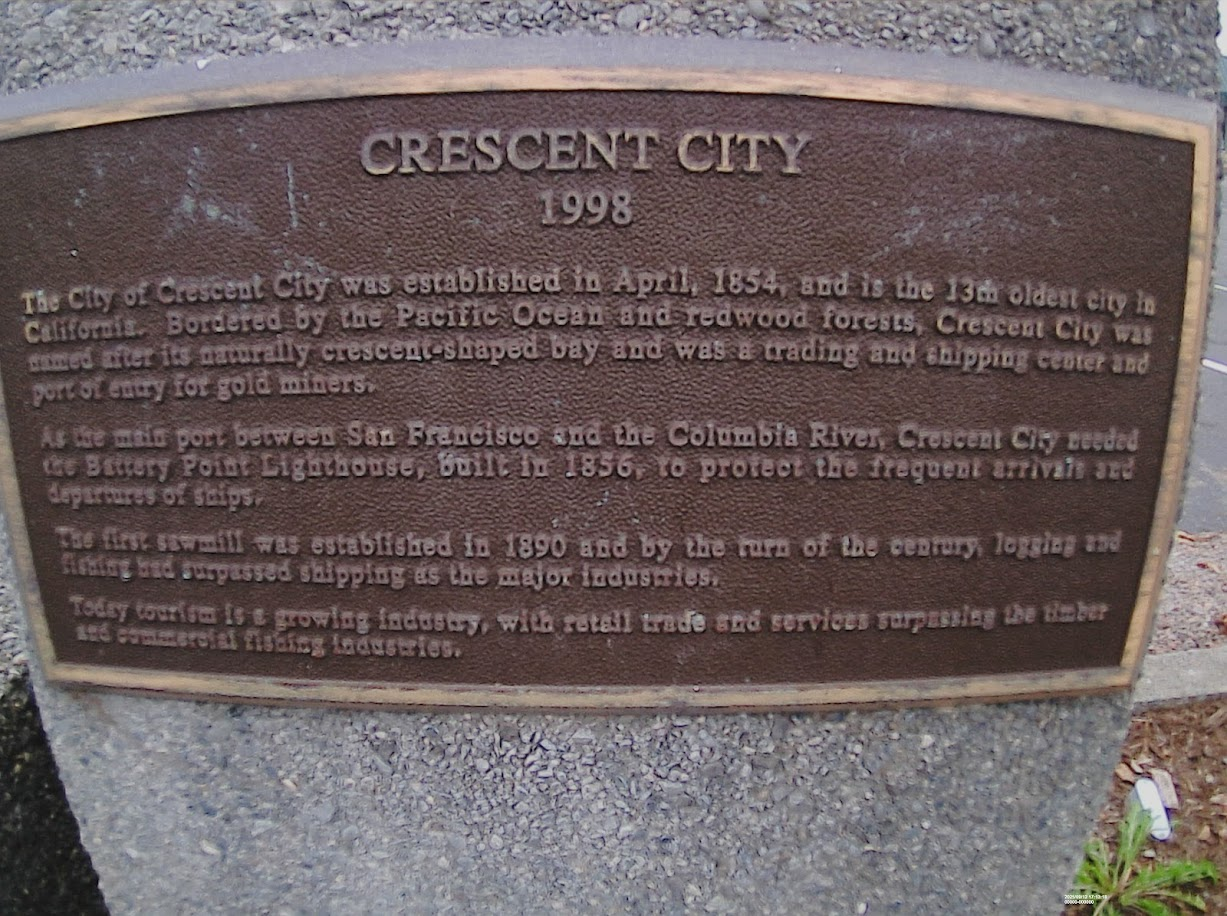 CRESCENT CITY
1998
The City of Crescent City was established in April, 1854, and is the 13th oldest city in
California. Bordered by the Pacific Ocean and redwood forests, Crescent City was
named after its naturally crescent-shaped bay and was a trading and shipping center and
port of entry for gold miners.
As the main port between San Francisco and the Columbia River, Crescent City needed
the Battery Point Lighthouse, built in 1856, to protect the frequent arrivals and
departures of ships.
The first sawmill was established in 1890 and by the turn of the century, logging and
fishing had surpassed shipping as the major industries.
Today tourism is a growing industry, with retail trade and services surpassing the timber
and commercial fishing industries.